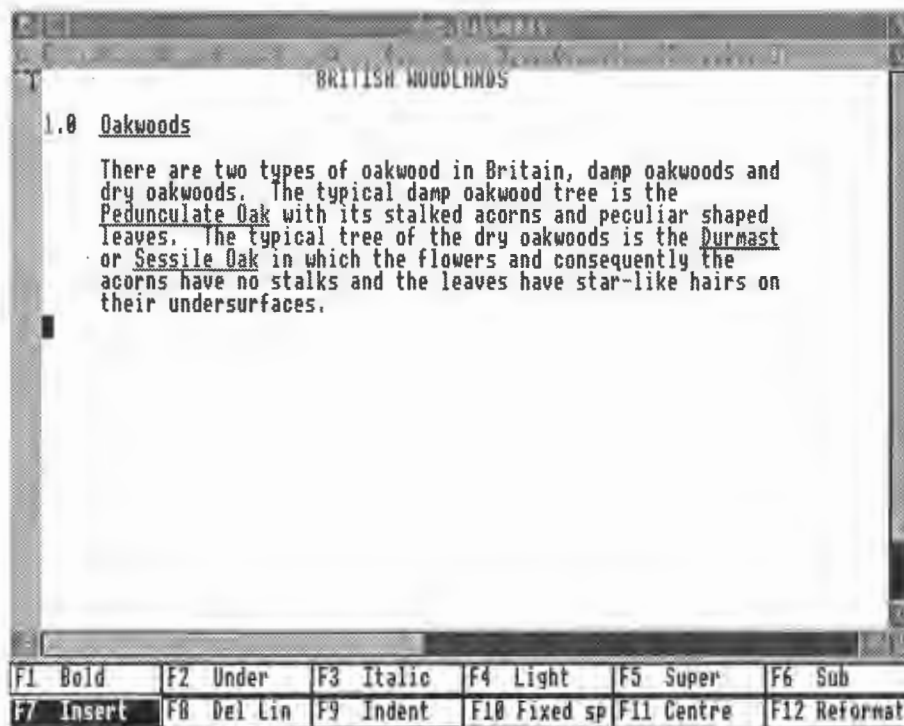 BRITISH WOODLANDS
1.0 Oakwoods
There are two types of oakwood in Britain, damp oakwoods and
dry oakwoods. The typical damp oakwood tree is the
Pedunculate Oak with its stalked acorns and peculiar shaped
leaves. The typical tree of the dry oakwoods is the Durmast
or Sessile Oak in which the flowers and consequently the
acorns have no stalks and the leaves have star-like hairs on
their undersurfaces.
F1 Bold F2 Under F3 Italic F4 Light F5 Super F6 Sub
F7 Insert F8 Del Lin F9 Indent F10 Fixed sp F11 Centre F12 Reformat